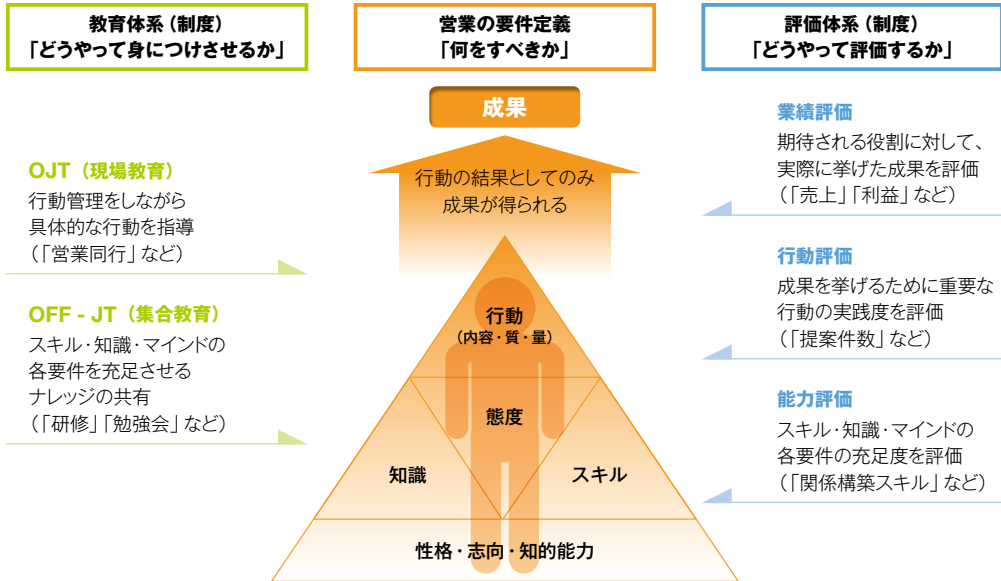 教育体系（制度）
「どうやって身につけさせるか」
営業の要件定義
「何をすべきか」
評価体系（制度）
「どうやって評価するか」
OJT（現場教育）
行動管理をしながら
具体的な行動を指導
（「営業同行」など）
OFF - JT（集合教育）
スキル・知識・マインドの
各要件を充足させる
ナレッジの共有
（「研修」「勉強会」など）
成果
行動の結果としてのみ
成果が得られる
行動
（内容・質・量）
態度
知識
スキル
性格・志向・知的能力
業績評価
期待される役割に対して、
実際に挙げた成果を評価
（「売上」「利益」など）
行動評価
成果を挙げるために重要な
行動の実践度を評価
（「提案件数」など）
能力評価
スキル・知識・マインドの
各要件の充足度を評価
（「関係構築スキル」など）